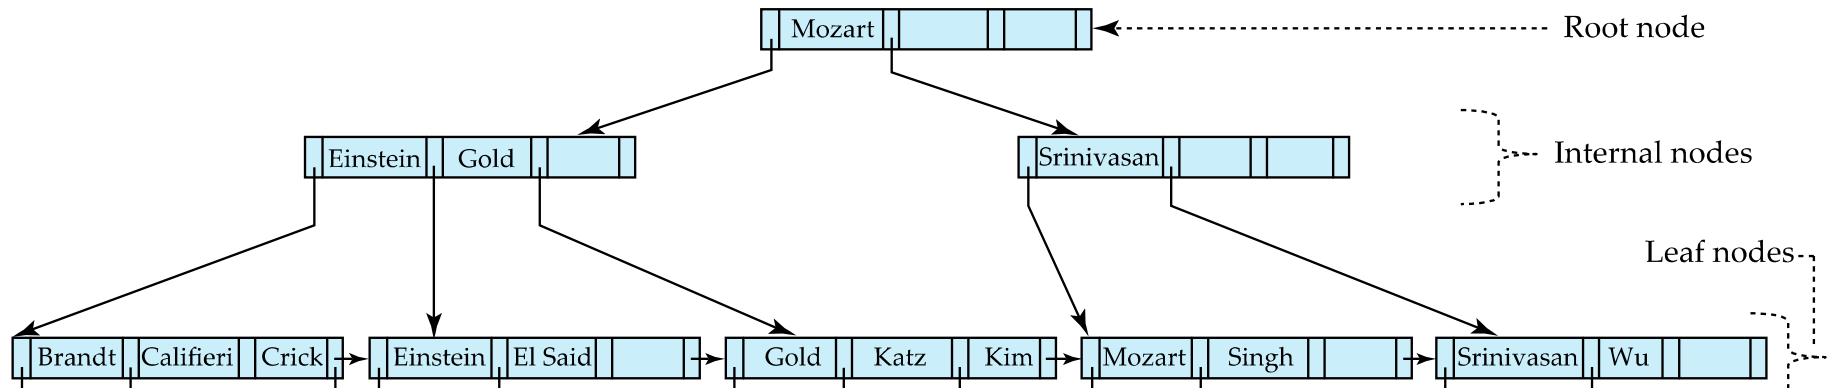 Mozart
Root node
Einstein Gold
Srinivasan
Internal nodes
Leaf nodes
Brandt Califieri Crick Einstein El Said Gold Katz Kim Mozart Singh Srinivasan Wu